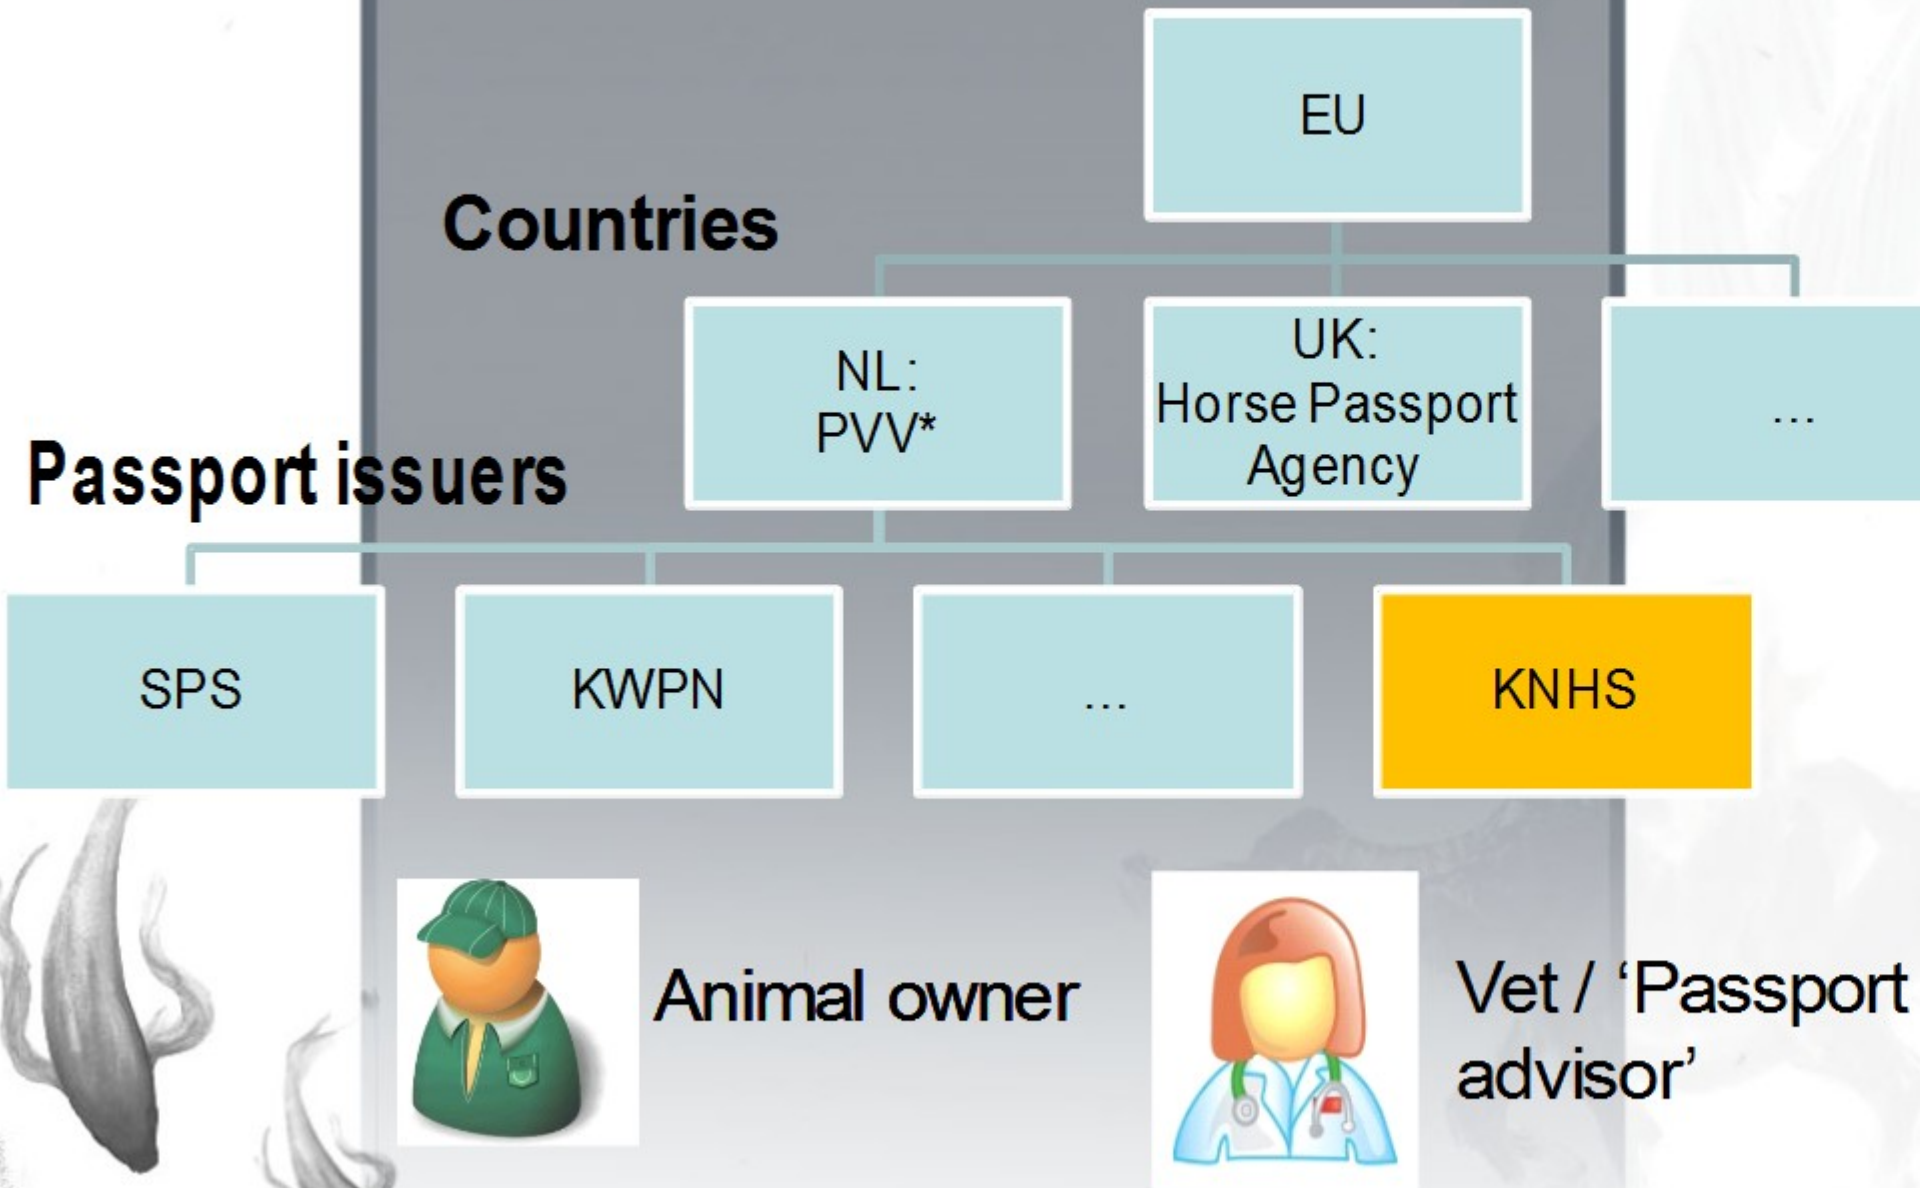 EU
Countries
NL:
PVV*
UK:
Horse Passport
Agency
...
Passport issuers
SPS
KWPN
...
KNHS
Animal owner
Vet / ‘Passport
advisor’